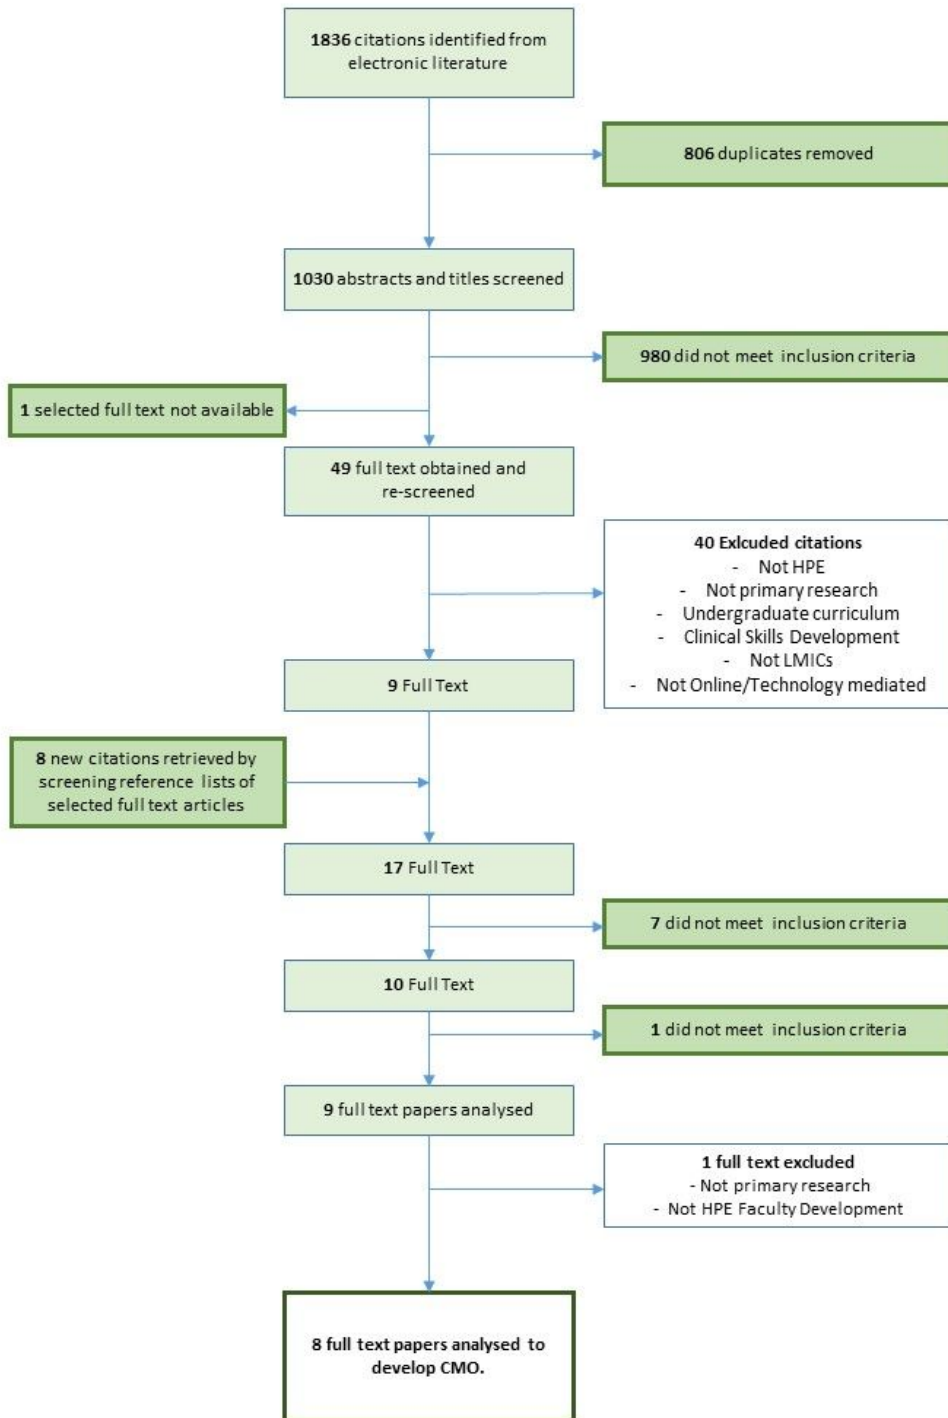 1836 citations identified from
electronic literature
806 duplicates removed
1030 abstracts and titles screened
980 did not meet inclusion criteria
1 selected full text not available
49 full text obtained and
re-screened
40 Exlcuded citations
- Not HPE
- Not primary research
- Undergraduate curriculum
- Clinical Skills Development
- Not LMICs
- Not Online/Technology mediated
9 Full Text
8 new citations retrieved by
screening reference lists of
selected full text articles
17 Full Text
7 did not meet inclusion criteria
10 Full Text
1 did not meet inclusion criteria
9 full text papers analysed
1 full text excluded
- Not primary research
- Not HPE Faculty Development
8 full text papers analysed to
develop CMO.